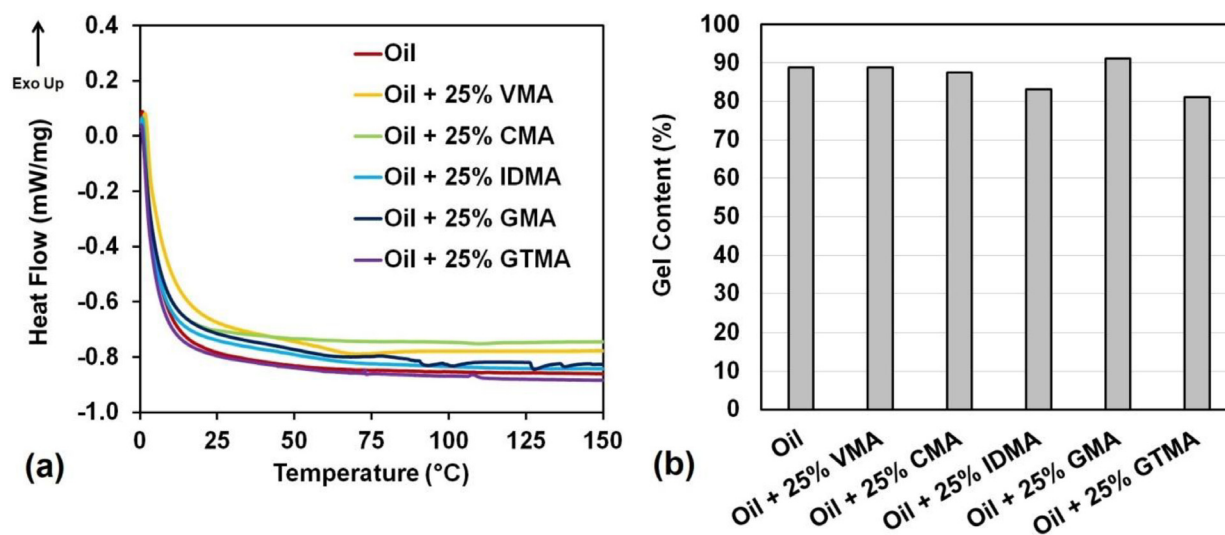 Exo Up
Heat Flow (mW/mg)
0.4
0.2
0.0
-0.2
-0.4
-0.6
-0.8
-1.0
Oil
Oil + 25% VMA
Oil + 25% CMA
Oil + 25% IDMA
Oil + 25% GMA
Oil + 25% GTMA
0 25 50 75 100 125 150
Temperature (°C)
(a)
Gel Content (%)
100
90
80
70
60
50
40
30
20
10
0
Oil
Oil + 25% VMA
Oil + 25% CMA
Oil + 25% IDMA
Oil + 25% GMA
Oil + 25% GTMA
(b)